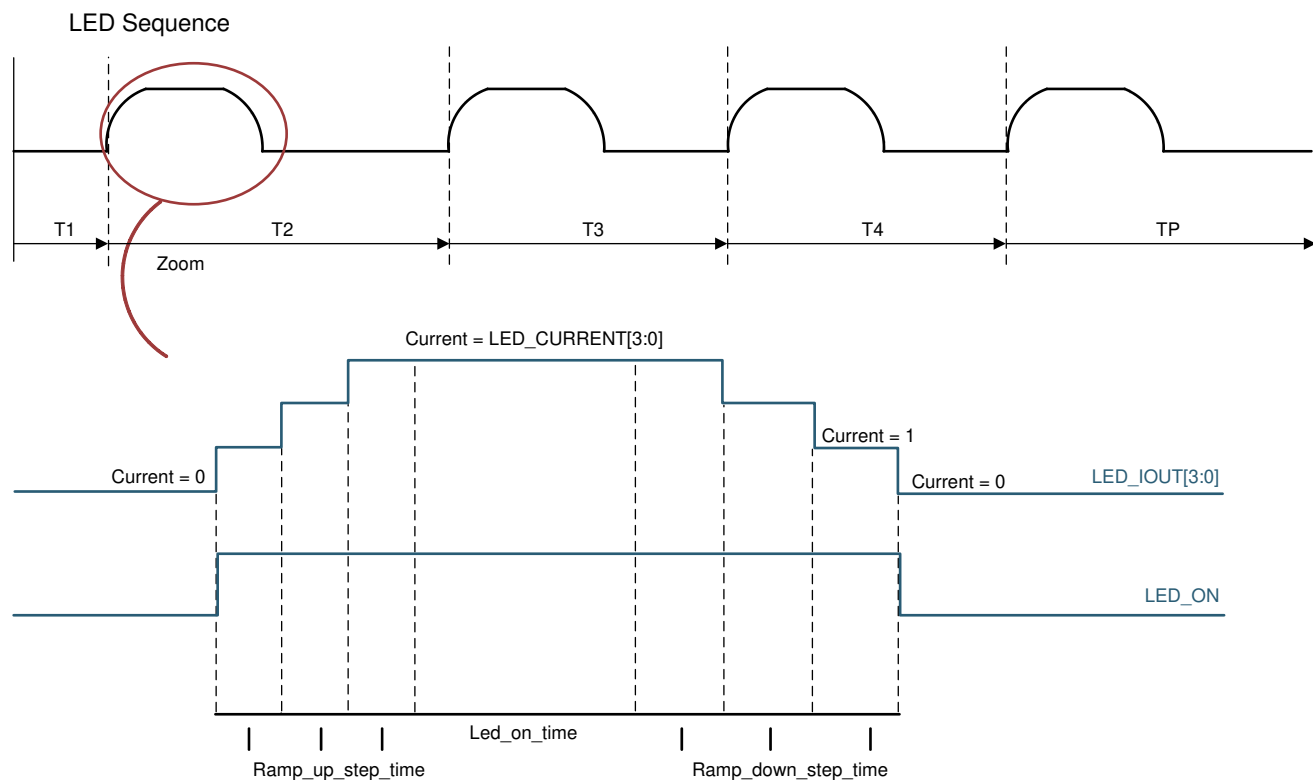 LED Sequence
T1
T2
T3
T4
TP
Zoom
Current = LED_CURRENT[3:0]
Current = 1
Current = 0
Current = 0
LED_IOUT[3:0]
LED_ON
Led_on_time
Ramp_up_step_time
Ramp_down_step_time